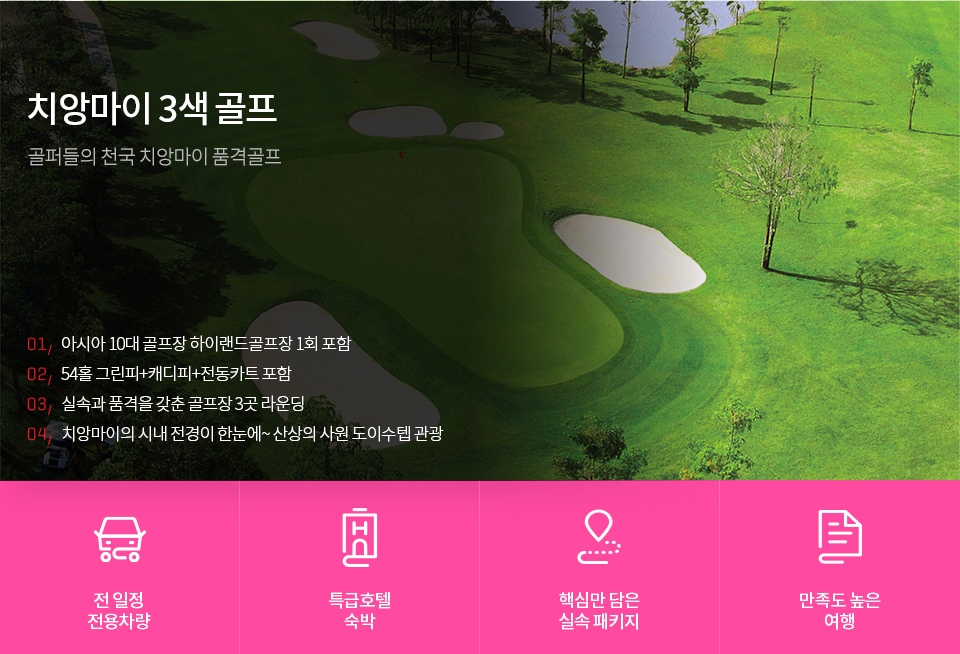 치앙마이 3색 골프
골퍼들의 천국 치앙마이 품격골프
01, 아시아 10대 골프장 하이랜드골프장 1회 포함
02, 54홀 그린피+캐디피+전동카트 포함
03, 실속과 품격을 갖춘 골프장 3곳 라운딩
04, 치앙마이의 시내 전경이 한눈에~ 산상의 사원 도이수텝 관광
전 일정
전용차량
특급호텔
숙박
핵심만 담은
실속 패키지
만족도 높은
여행